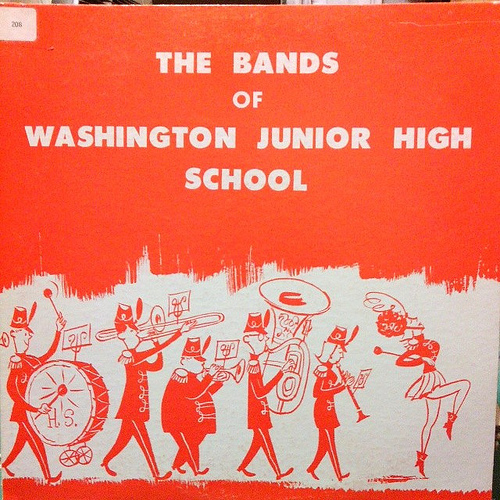 206
THE BANDS
OF
WASHINGTON JUNIOR HIGH
SCHOOL
H.S.